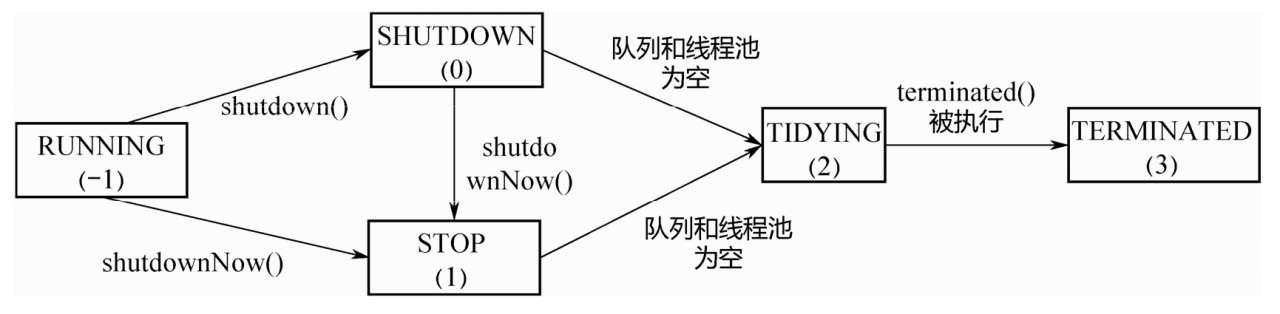 SHUTDOWN
(0)
队列和线程池
为空
shutdown()
terminated()
被执行
RUNNING
(-1)
shutdo
wnNow()
TIDYING
(2)
TERMINATED
(3)
shutdownNow()
STOP
(1)
队列和线程池
为空